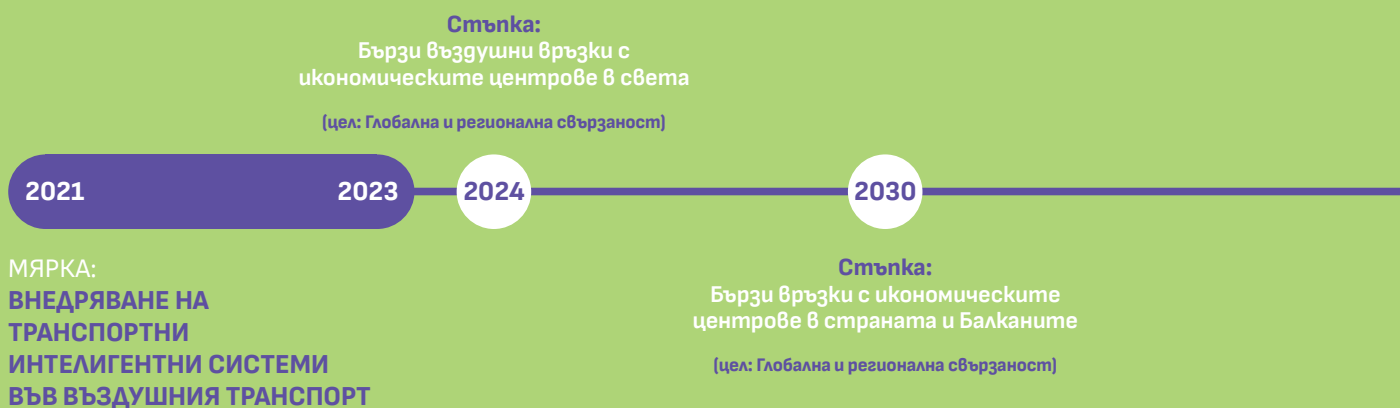 Стъпка:
Бързи въздушни връзки с
икономическите центрове в света
(цел: Глобална и регионална свързаност)
2021
2023
2024
2030
МЯРКА:
ВНЕДРЯВАНЕ НА
ТРАНСПОРТНИ
ИНТЕЛИГЕНТНИ СИСТЕМИ
ВЪВ ВЪЗДУШНИЯ ТРАНСПОРТ
Стъпка:
Бързи връзки с икономическите
центрове в страната и Балканите
(цел: Глобална и регионална свързаност)